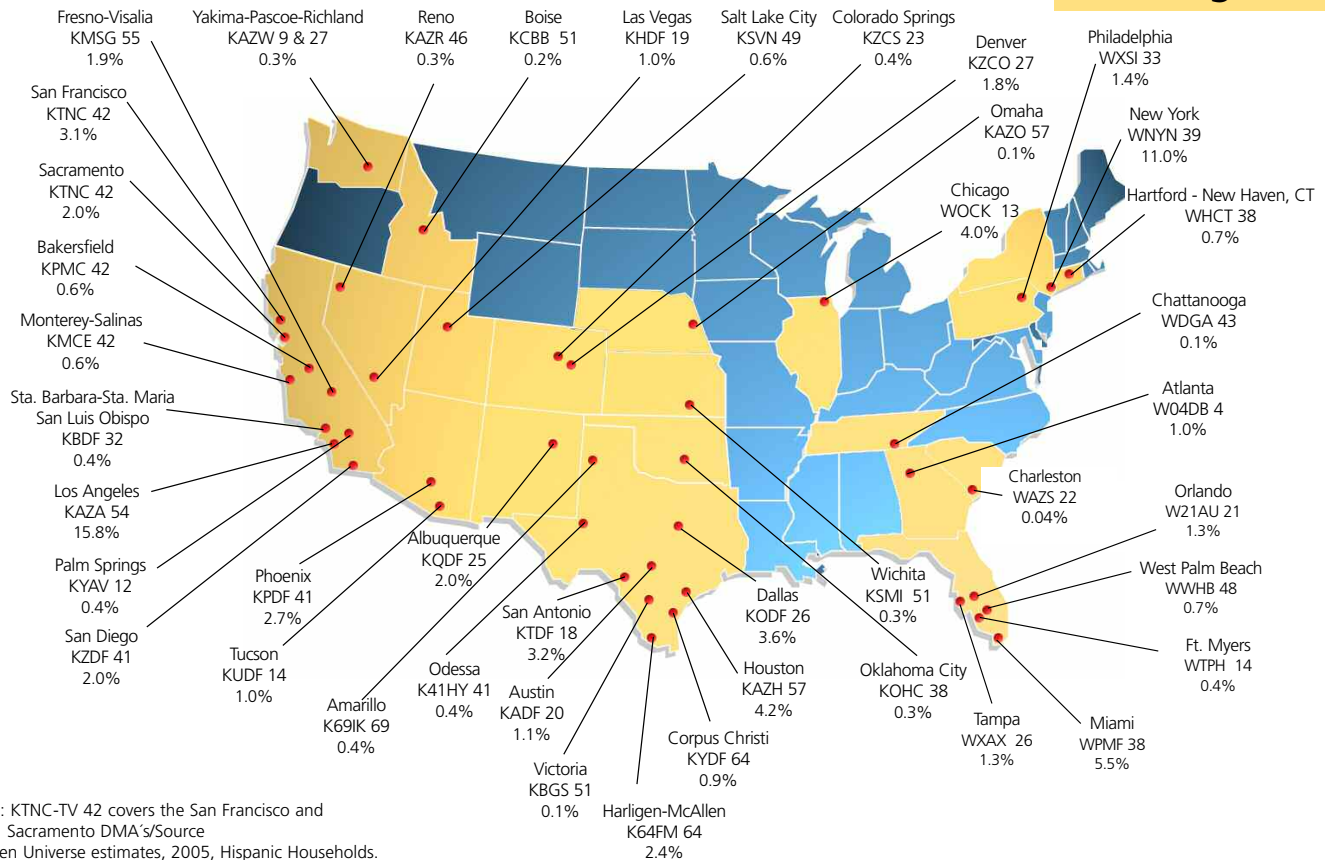 Fresno-Visalia
KMSG 55
1.9%
Yakima-Pascoe-Richland
KAZW 9 & 27
0.3%
Reno
KAZR 46
0.3%
Boise
KCBB 51
0.2%
Las Vegas
KHDF 19
1.0%
Salt Lake City
KSVN 49
0.6%
Colorado Springs
KZCS 23
0.4%
Denver
KZCO 27
1.8%
Philadelphia
WXSI 33
1.4%
San Francisco
KTNC 42
3.1%
Omaha
KAZO 57
0.1%
New York
WNYN 39
11.0%
Sacramento
KTNC 42
2.0%
Chicago
WOCK 13
4.0%
Hartford - New Haven, CT
WHCT 38
0.7%
Bakersfield
KPMC 42
0.6%
Chattanooga
WDGA 43
0.1%
Monterey-Salinas
KMCE 42
0.6%
Atlanta
W04DB 4
1.0%
Sta. Barbara-Sta. Maria
San Luis Obispo
KBDF 32
0.4%
Charleston
WAZS 22
0.04%
Los Angeles
KAZA 54
15.8%
Orlando
W21AU 21
1.3%
Palm Springs
KYAV 12
0.4%
Phoenix
KPDF 41
2.7%
Albuquerque
KQDF 25
2.0%
San Antonio
KTDF 18
3.2%
Dallas
KODF 26
3.6%
Wichita
KSMI 51
0.3%
West Palm Beach
WWHB 48
0.7%
San Diego
KZDF 41
2.0%
Tucson
KUDF 14
1.0%
Ft. Myers
WTPH 14
0.4%
Amarillo
K69IK 69
0.4%
Odessa
K41HY 41
0.4%
Austin
KADF 20
1.1%
Houston
KAZH 57
4.2%
Oklahoma City
KOHC 38
0.3%
Tampa
WXAX 26
1.3%
Miami
WPMF 38
5.5%
Corpus Christi
KYDF 64
0.9%
Victoria
KBGS 51
0.1%
Harligen-McAllen
K64FM 64
2.4%
: KTNC-TV 42 covers the San Francisco and
Sacramento DMA´s/Source
en Universe estimates, 2005, Hispanic Households.